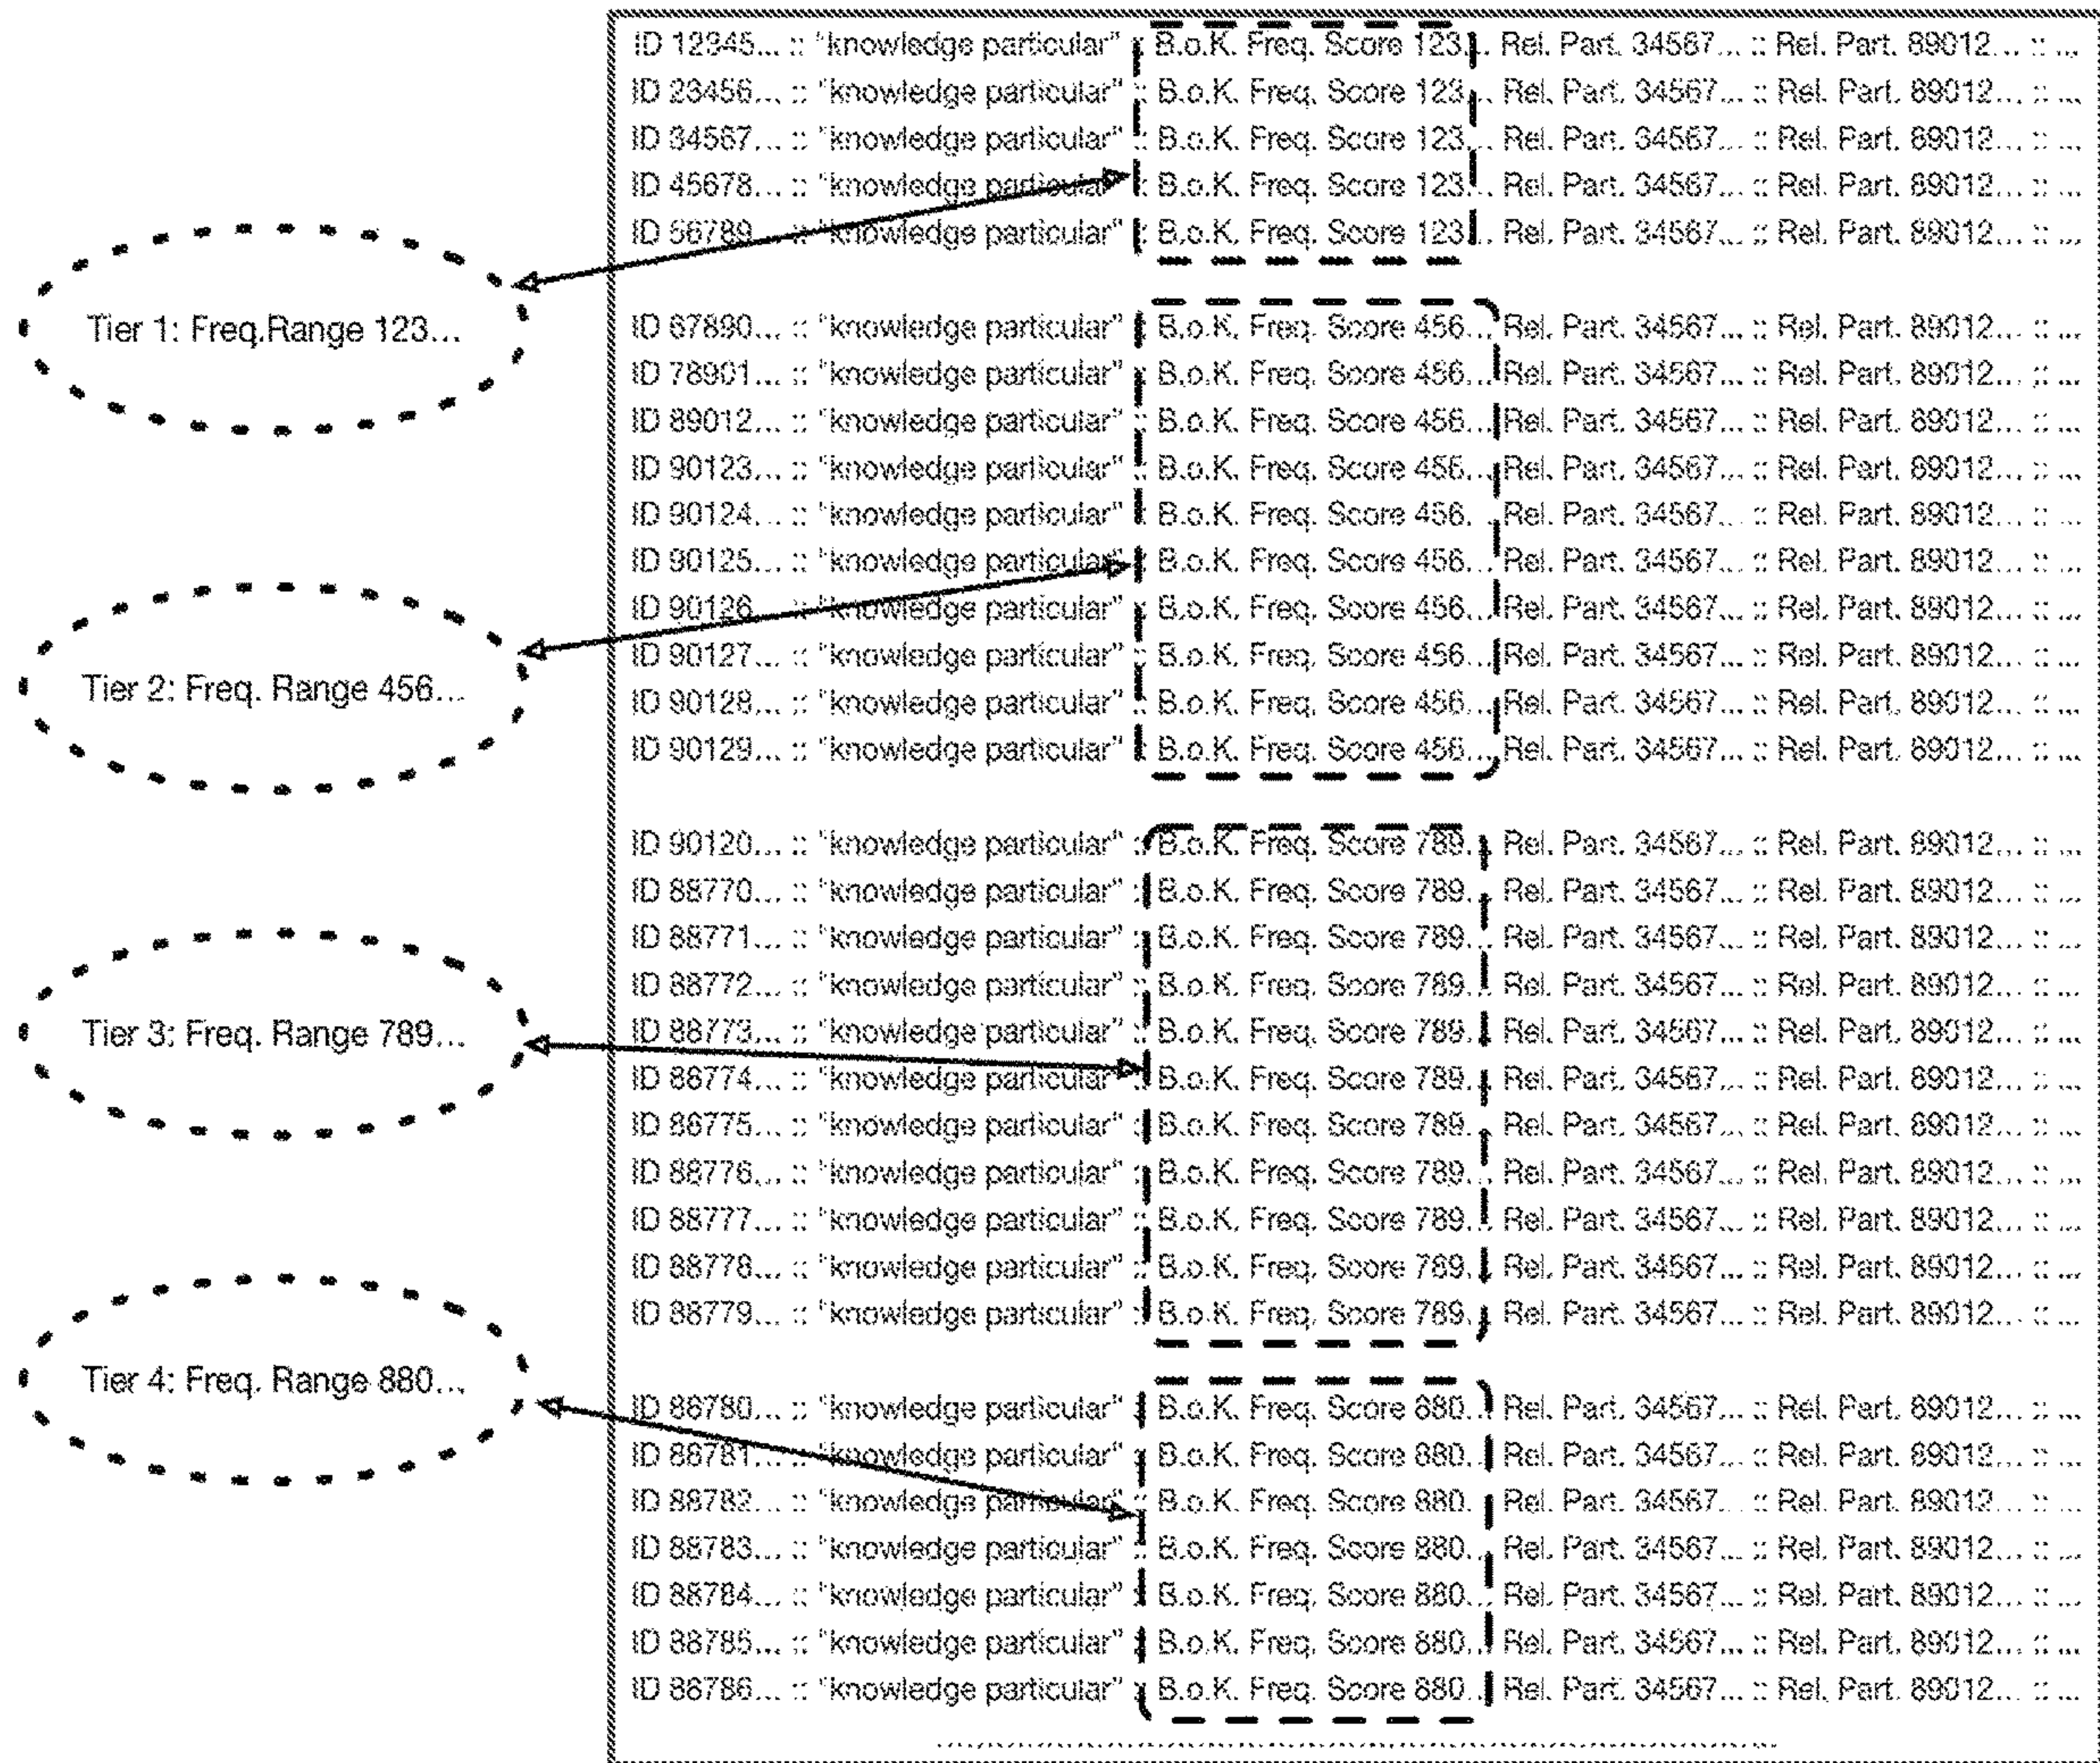 ID 12345... :: "knowledge particular" :: B.o.K. Freq. Score 123... Rel. Part. 34567... :: Rel. Part. 89012... :: ...
ID 23456... :: "knowledge particular" :: B.o.K. Freq. Score 123... Rel. Part. 34567... :: Rel. Part. 89012... :: ...
ID 34567... :: "knowledge particular" :: B.o.K. Freq. Score 123... Rel. Part. 34567... :: Rel. Part. 89012... :: ...
ID 45678... :: "knowledge particular" :: B.o.K. Freq. Score 123... Rel. Part. 34567... :: Rel. Part. 89012... :: ...
ID 56789... :: "knowledge particular" :: B.o.K. Freq. Score 123... Rel. Part. 34567... :: Rel. Part. 89012... :: ...
Tier 1: Freq.Range 123...
ID 67890... :: "knowledge particular" :: B.o.K. Freq. Score 456... Rel. Part. 34567... :: Rel. Part. 89012... :: ...
ID 78901... :: "knowledge particular" :: B.o.K. Freq. Score 456... Rel. Part. 34567... :: Rel. Part. 89012... :: ...
ID 89012... :: "knowledge particular" :: B.o.K. Freq. Score 456... Rel. Part. 34567... :: Rel. Part. 89012... :: ...
ID 90123... :: "knowledge particular" :: B.o.K. Freq. Score 456... Rel. Part. 34567... :: Rel. Part. 89012... :: ...
ID 90124... :: "knowledge particular" :: B.o.K. Freq. Score 456... Rel. Part. 34567... :: Rel. Part. 89012... :: ...
ID 90125... :: "knowledge particular" :: B.o.K. Freq. Score 456... Rel. Part. 34567... :: Rel. Part. 89012... :: ...
ID 90126... :: "knowledge particular" :: B.o.K. Freq. Score 456... Rel. Part. 34567... :: Rel. Part. 89012... :: ...
ID 90127... :: "knowledge particular" :: B.o.K. Freq. Score 456... Rel. Part. 34567... :: Rel. Part. 89012... :: ...
Tier 2: Freq. Range 456...
ID 90128... :: "knowledge particular" :: B.o.K. Freq. Score 456... Rel. Part. 34567... :: Rel. Part. 89012... :: ...
ID 90129... :: "knowledge particular" :: B.o.K. Freq. Score 456... Rel. Part. 34567... :: Rel. Part. 89012... :: ...
ID 90120... :: "knowledge particular" :: B.o.K. Freq. Score 789... Rel. Part. 34567... :: Rel. Part. 89012... :: ...
ID 88770... :: "knowledge particular" :: B.o.K. Freq. Score 789... Rel. Part. 34567... :: Rel. Part. 89012... :: ...
ID 88771... :: "knowledge particular" :: B.o.K. Freq. Score 789... Rel. Part. 34567... :: Rel. Part. 89012... :: ...
ID 88772... :: "knowledge particular" :: B.o.K. Freq. Score 789... Rel. Part. 34567... :: Rel. Part. 89012... :: ...
ID 88773... :: "knowledge particular" :: B.o.K. Freq. Score 789... Rel. Part. 34567... :: Rel. Part. 89012... :: ...
Tier 3: Freq. Range 789...
ID 88774... :: "knowledge particular" :: B.o.K. Freq. Score 789... Rel. Part. 34567... :: Rel. Part. 89012... :: ...
ID 88775... :: "knowledge particular" :: B.o.K. Freq. Score 789... Rel. Part. 34567... :: Rel. Part. 89012... :: ...
ID 88776... :: "knowledge particular" :: B.o.K. Freq. Score 789... Rel. Part. 34567... :: Rel. Part. 89012... :: ...
ID 88777... :: "knowledge particular" :: B.o.K. Freq. Score 789... Rel. Part. 34567... :: Rel. Part. 89012... :: ...
ID 88778... :: "knowledge particular" :: B.o.K. Freq. Score 789... Rel. Part. 34567... :: Rel. Part. 89012... :: ...
ID 88779... :: "knowledge particular" :: B.o.K. Freq. Score 789... Rel. Part. 34567... :: Rel. Part. 89012... :: ...
Tier 4: Freq. Range 880...
ID 88780... :: "knowledge particular" :: B.o.K. Freq. Score 880... Rel. Part. 34567... :: Rel. Part. 89012... :: ...
ID 88781... :: "knowledge particular" :: B.o.K. Freq. Score 880... Rel. Part. 34567... :: Rel. Part. 89012... :: ...
ID 88782... :: "knowledge particular" :: B.o.K. Freq. Score 880... Rel. Part. 34567... :: Rel. Part. 89012... :: ...
ID 88783... :: "knowledge particular" :: B.o.K. Freq. Score 880... Rel. Part. 34567... :: Rel. Part. 89012... :: ...
ID 88784... :: "knowledge particular" :: B.o.K. Freq. Score 880... Rel. Part. 34567... :: Rel. Part. 89012... :: ...
ID 88785... :: "knowledge particular" :: B.o.K. Freq. Score 880... Rel. Part. 34567... :: Rel. Part. 89012... :: ...
ID 88786... :: "knowledge particular" :: B.o.K. Freq. Score 880... Rel. Part. 34567... :: Rel. Part. 89012... :: ...